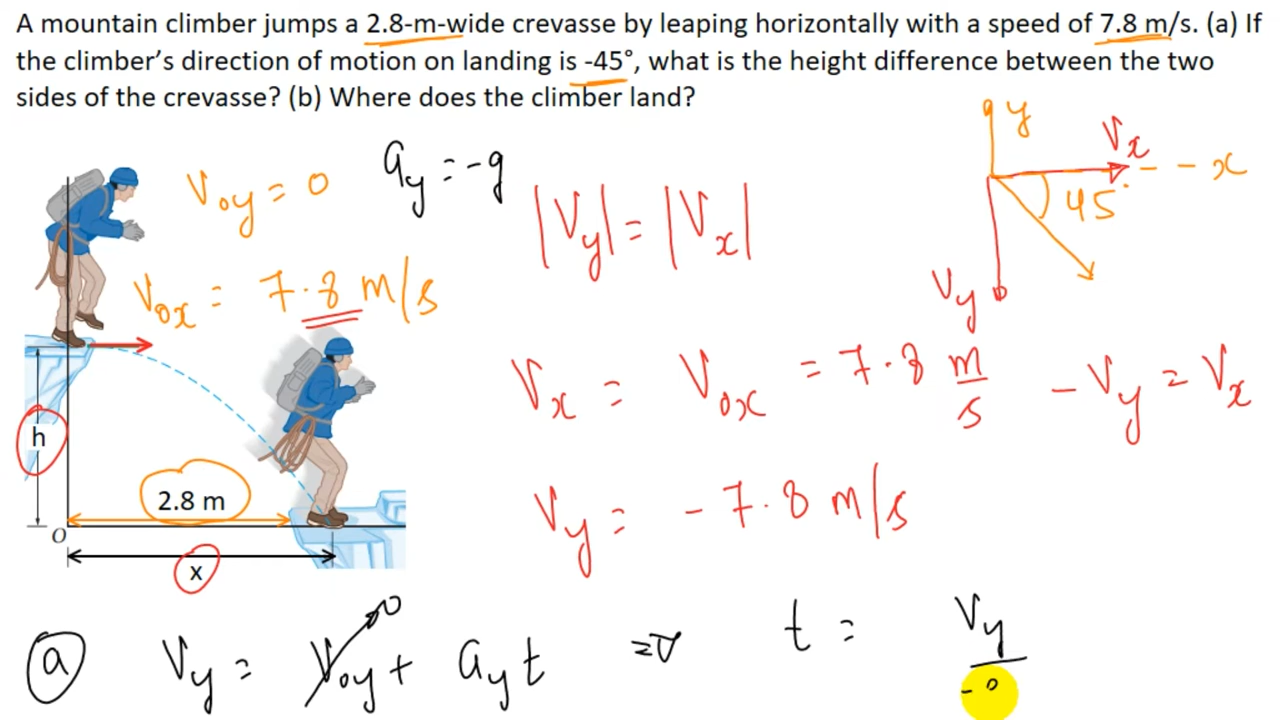 A mountain climber jumps a 2.8-m-wide crevasse by leaping horizontally with a speed of 7.8 m/s. (a) If
the climber's direction of motion on landing is -45°, what is the height difference between the two
sides of the crevasse? (b) Where does the climber land?
y
Vx
x
45°
Vy
Voy = 0
ay = -g
|Vy| = |Vx|
Vox = 7.8 m/s
Vx = Vox = 7.8 m/s
-Vy = Vx
h
2.8 m
O
x
Vy = -7.8 m/s
a Vy = Voy + ayt ⇒ t = Vy/-
0